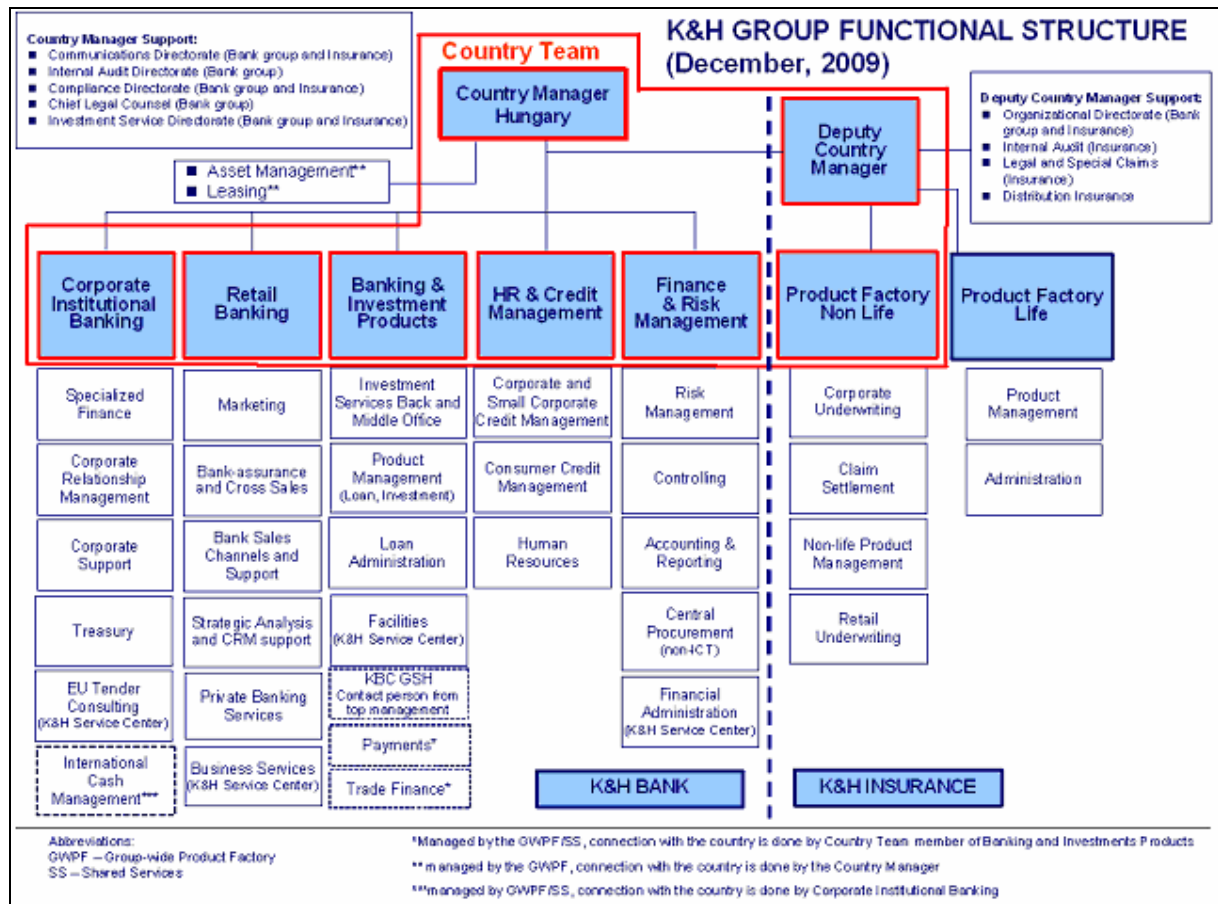 K&H GROUP FUNCTIONAL STRUCTURE
(December, 2009)
Country Manager Support:
■ Communications Directorate (Bank group and Insurance)
■ Internal Audit Directorate (Bank group)
■ Compliance Directorate (Bank group and Insurance)
■ Chief Legal Counsel (Bank group)
■ Investment Service Directorate (Bank group and Insurance)
Country Team
Country Manager
Hungary
Deputy
Country
Manager
Deputy Country Manager Support:
■ Organizational Directorate (Bank
group and Insurance)
■ Internal Audit (Insurance)
■ Legal and Special Claims
(Insurance)
■ Distribution Insurance
■ Asset Management**
■ Leasing**
Corporate
Institutional
Banking
Retail
Banking
Banking &
Investment
Products
HR & Credit
Management
Finance
& Risk
Management
Product Factory
Non Life
Product Factory
Life
Specialized
Finance
Corporate
Relationship
Management
Corporate
Support
Treasury
EU Tender
Consulting
(K&H Service Center)
International
Cash
Management***
Marketing
Bank-assurance
and Cross Sales
Bank Sales
Channels and
Support
Strategic Analysis
and CRM support
Private Banking
Services
Business Services
(K&H Service Center)
Investment
Services Back and
Middle Office
Product
Management
(Loan, Investment)
Loan
Administration
Facilities
(K&H Service Center)
KBC GSH
Contact person from
top management
Payments*
Trade Finance*
Corporate and
Small Corporate
Credit Management
Consumer Credit
Management
Human
Resources
Risk
Management
Controlling
Accounting &
Reporting
Central
Procurement
(non-ICT)
Financial
Administration
(K&H Service Center)
Corporate
Underwriting
Claim
Settlement
Non-life Product
Management
Retail
Underwriting
Product
Management
Administration
K&H BANK
K&H INSURANCE
Abbreviations:
GWPF – Group-wide Product Factory
SS – Shared Services
*Managed by the GWPF/SS, connection with the country is done by Country Team member of Banking and Investments Products
** managed by the GWPF, connection with the country is done by the Country Manager
***managed by GWPF/SS, connection with the country is done by Corporate Institutional Banking